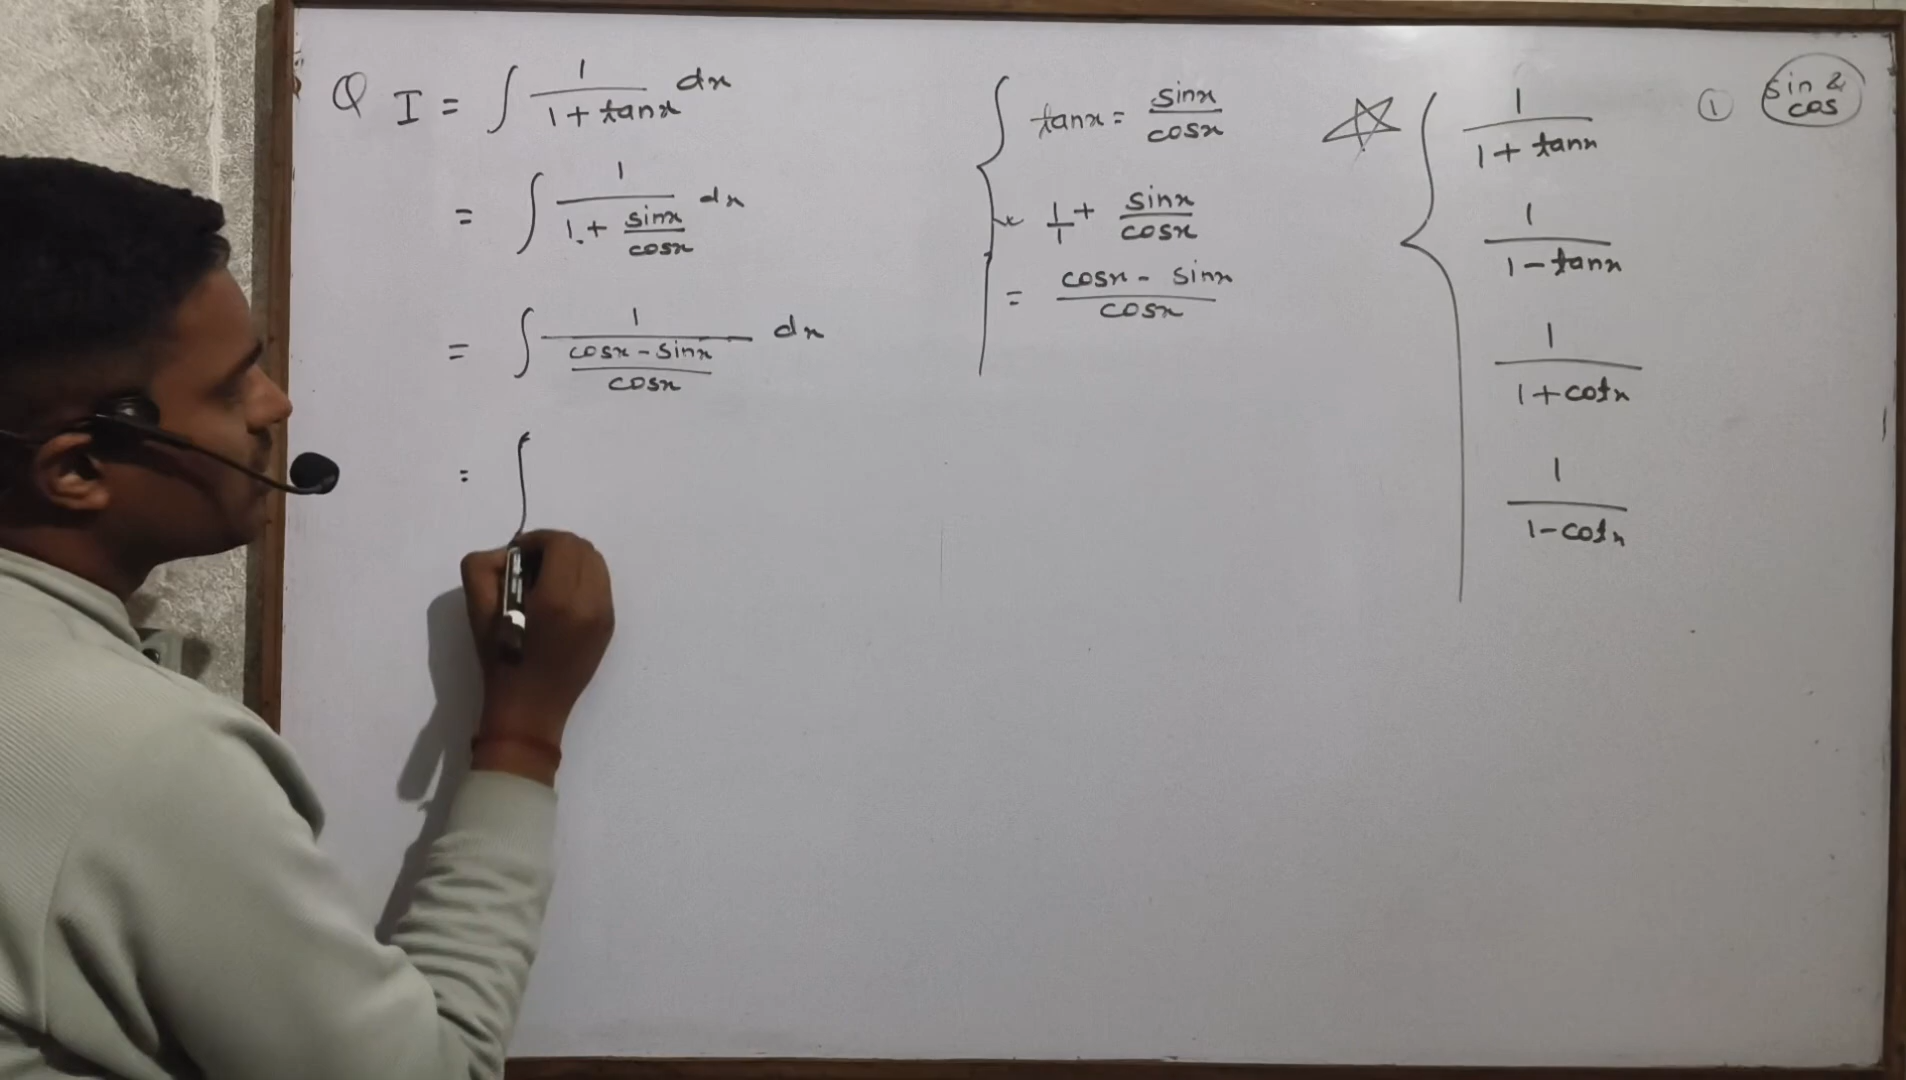 Q I = ∫ 1/(1 + tanx) dx
= ∫ 1/(1 + sinx/cosx) dx
= ∫ 1/((cosx - sinx)/cosx) dx
= ∫
tanx = sinx/cosx
1/1 + sinx/cosx
= (cosx - sinx)/cosx
1/(1 + tanx)
1/(1 - tanx)
1/(1 + cotx)
1/(1 - cotx)
① sin &
cos